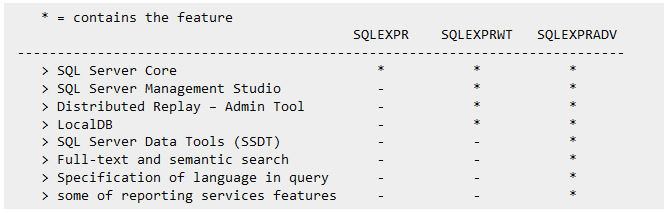 * = contains the feature
SQLEXPR SQLEXPRWT SQLEXPRADV
---------------------------------------------------------------------------
> SQL Server Core * * *
> SQL Server Management Studio - * *
> Distributed Replay – Admin Tool - * *
> LocalDB - * *
> SQL Server Data Tools (SSDT) - - *
> Full-text and semantic search - - *
> Specification of language in query - - *
> some of reporting services features - - *